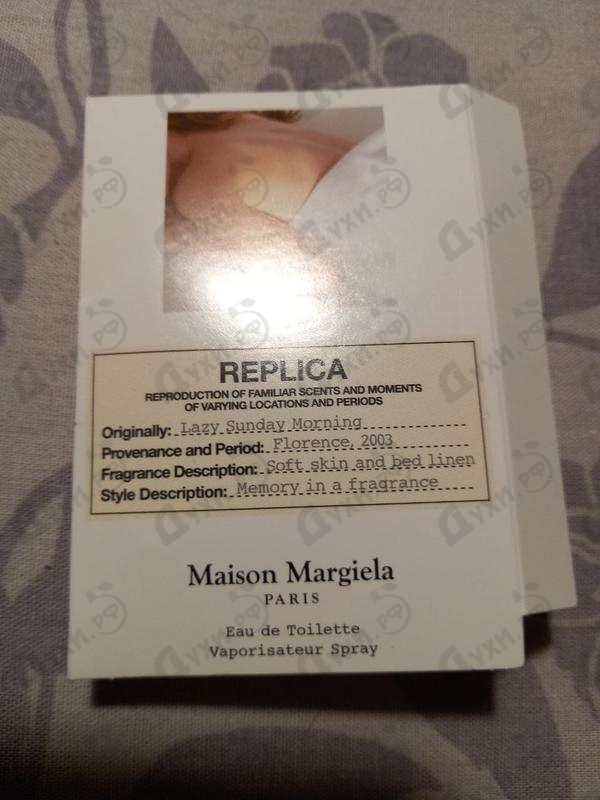 REPLICA
REPRODUCTION OF FAMILIAR SCENTS AND MOMENTS
OF VARYING LOCATIONS AND PERIODS
Originally: Lazy Sunday Morning
Provenance and Period: Florence, 2003
Fragrance Description: Soft skin and bed linen
Style Description: Memory in a fragrance
Maison Margiela
PARIS
Eau de Toilette
Vaporisateur Spray
Духи.рф